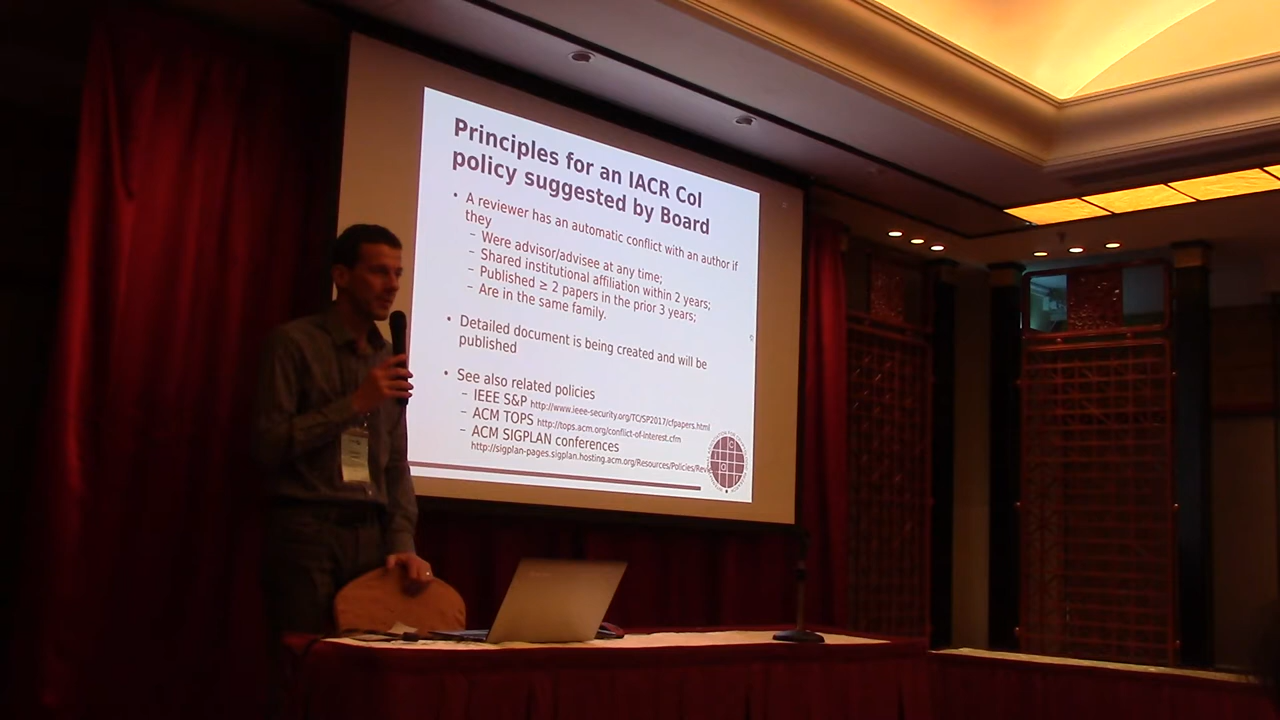 Principles for an IACR CoI
policy suggested by Board
• A reviewer has an automatic conflict with an author if
they
– Were advisor/advisee at any time;
– Shared institutional affiliation within 2 years;
– Published ≥ 2 papers in the prior 3 years;
– Are in the same family.
• Detailed document is being created and will be
published
• See also related policies
– IEEE S&P http://www.ieee-security.org/TC/SP2017/cfpapers.html
– ACM TOPS http://tops.acm.org/conflict-of-interest.cfm
– ACM SIGPLAN conferences
http://sigplan-pages.sigplan.hosting.acm.org/Resources/Policies/Rev